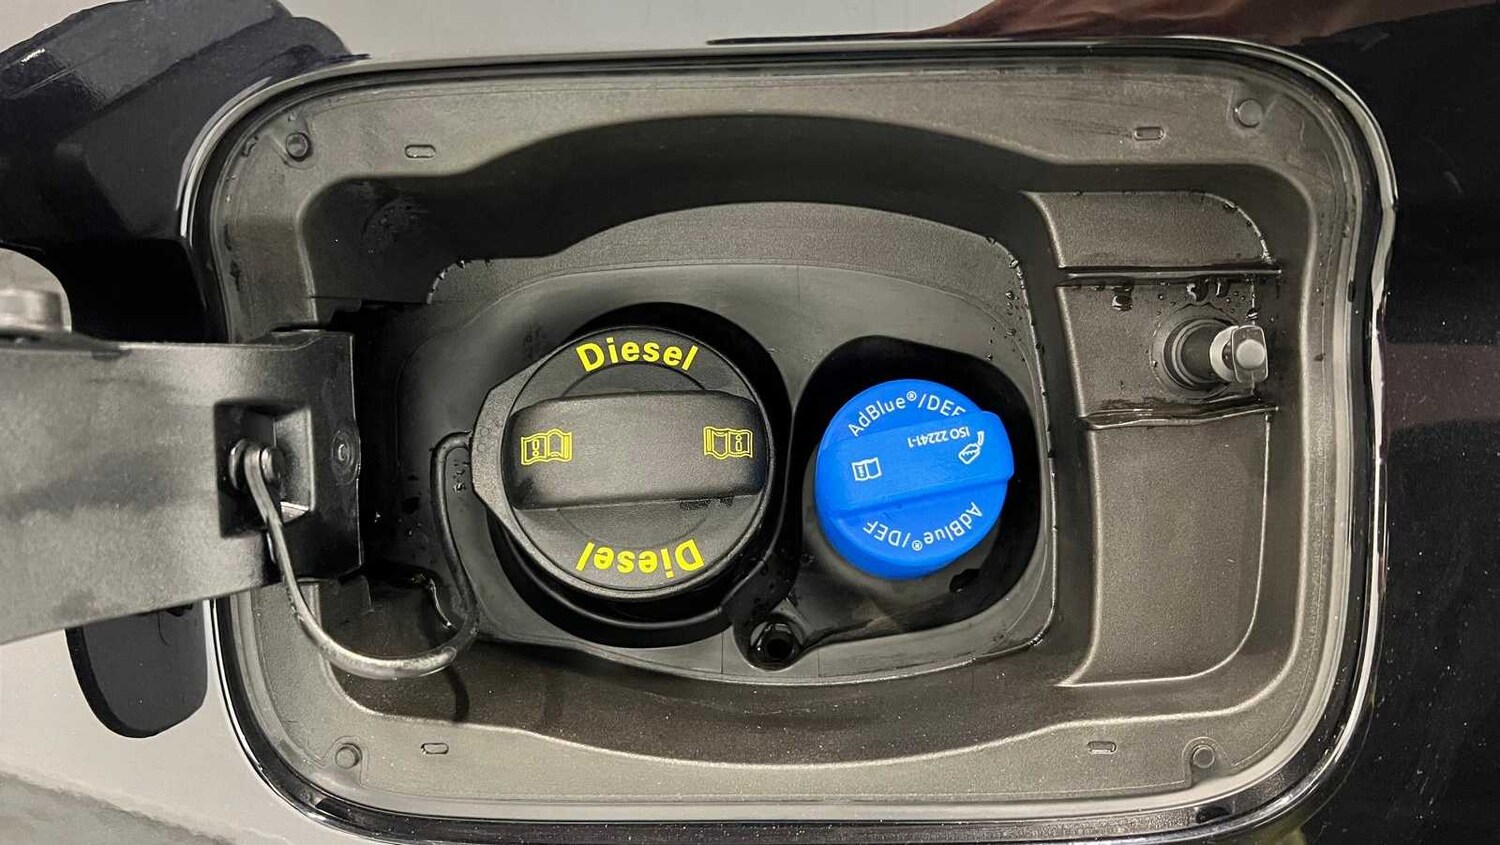 Diesel
Diesel
AdBlue®/DEF
ISO 22241-1
AdBlue®/DEF